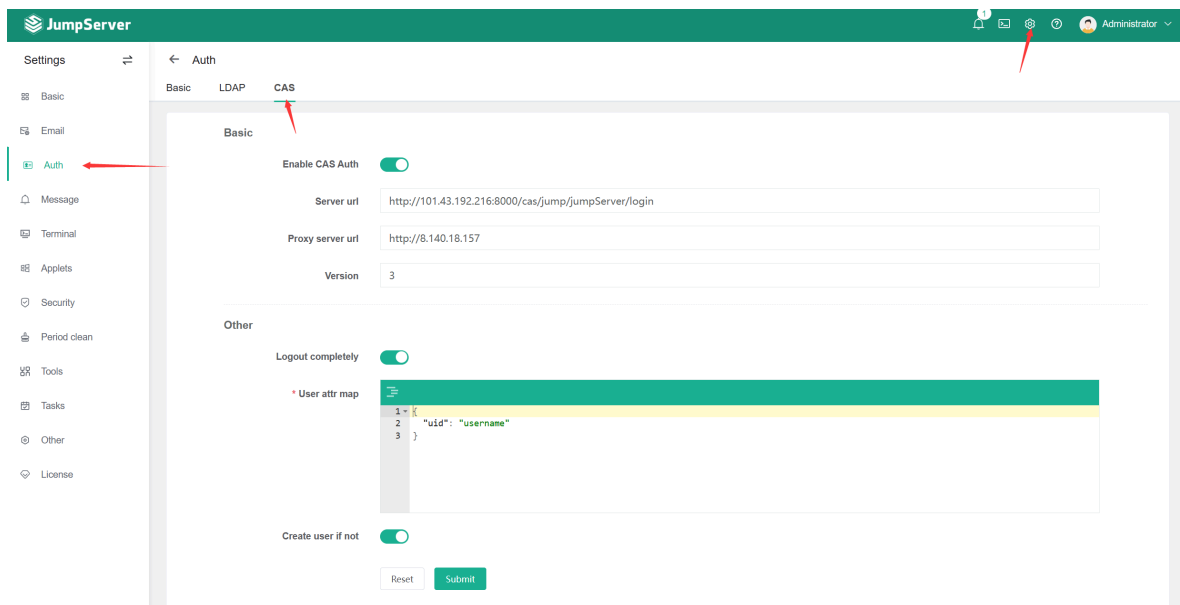 JumpServer
1
Administrator
Settings
Auth
Basic
LDAP
CAS
Basic
Email
Auth
Message
Terminal
Applets
Security
Period clean
Tools
Tasks
Other
License
Basic
Enable CAS Auth
Server url
http://101.43.192.216:8000/cas/jump/jumpServer/login
Proxy server url
http://8.140.18.157
Version
3
Other
Logout completely
* User attr map
1 {
2 "uid": "username"
3 }
Create user if not
Reset
Submit